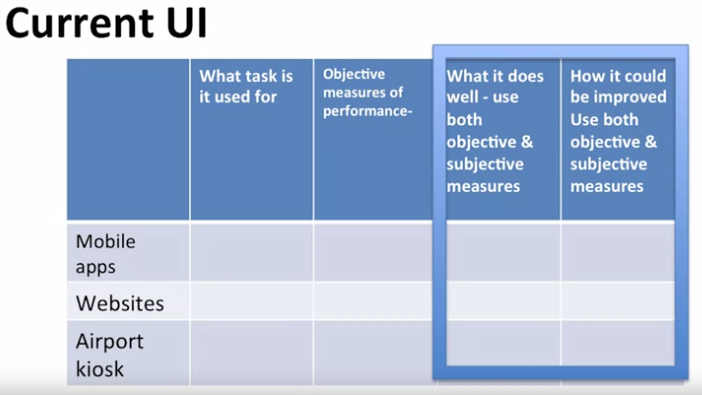 Current UI
What task is
it used for
Objective
measures of
performance-
What it does
well - use
both
objective &
subjective
measures
How it could
be improved
Use both
objective &
subjective
measures
Mobile
apps
Websites
Airport
kiosk